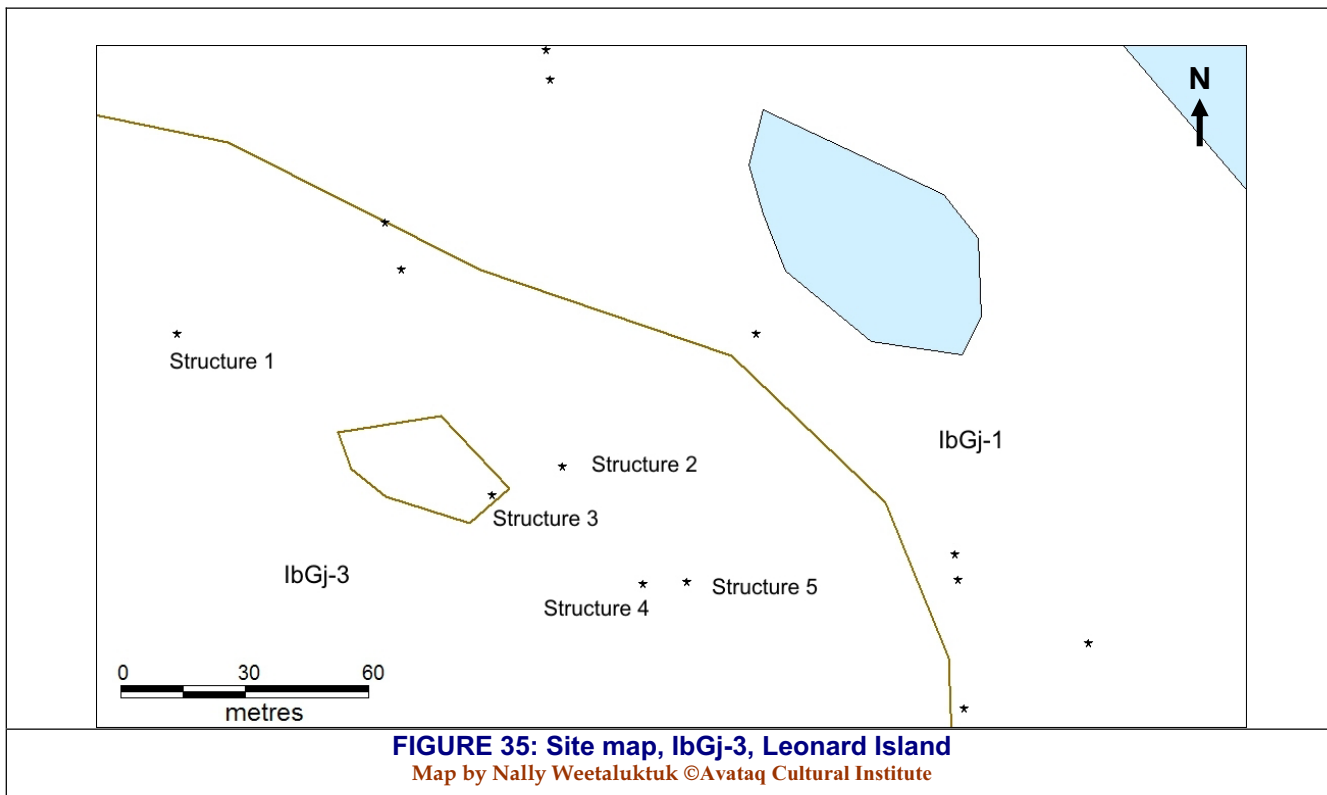 N
Structure 1
IbGj-1
Structure 2
Structure 3
IbGj-3
Structure 4
Structure 5
0 30 60
metres
FIGURE 35: Site map, IbGj-3, Leonard Island
Map by Nally Weetaluktuk ©Avataq Cultural Institute